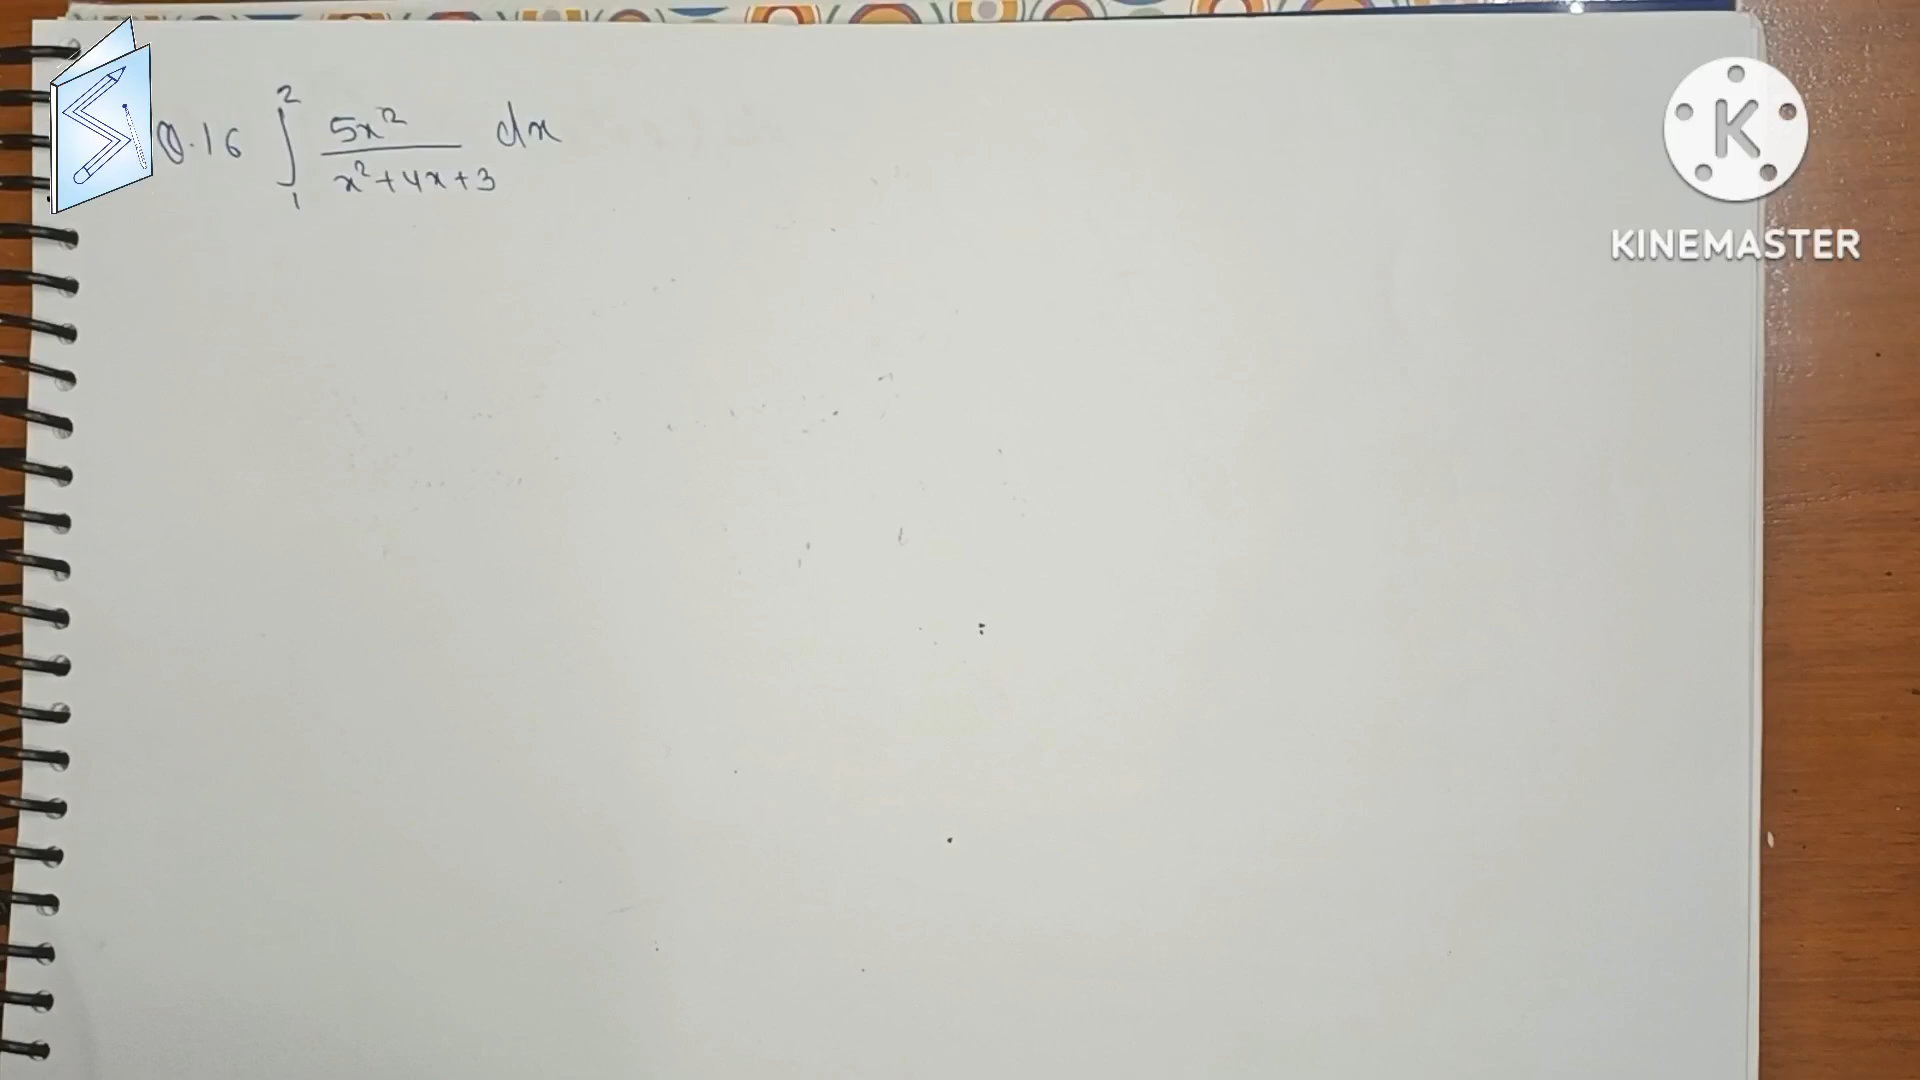 Q.16 ∫₁² 5x²/(x²+4x+3) dx
K
KINEMASTER